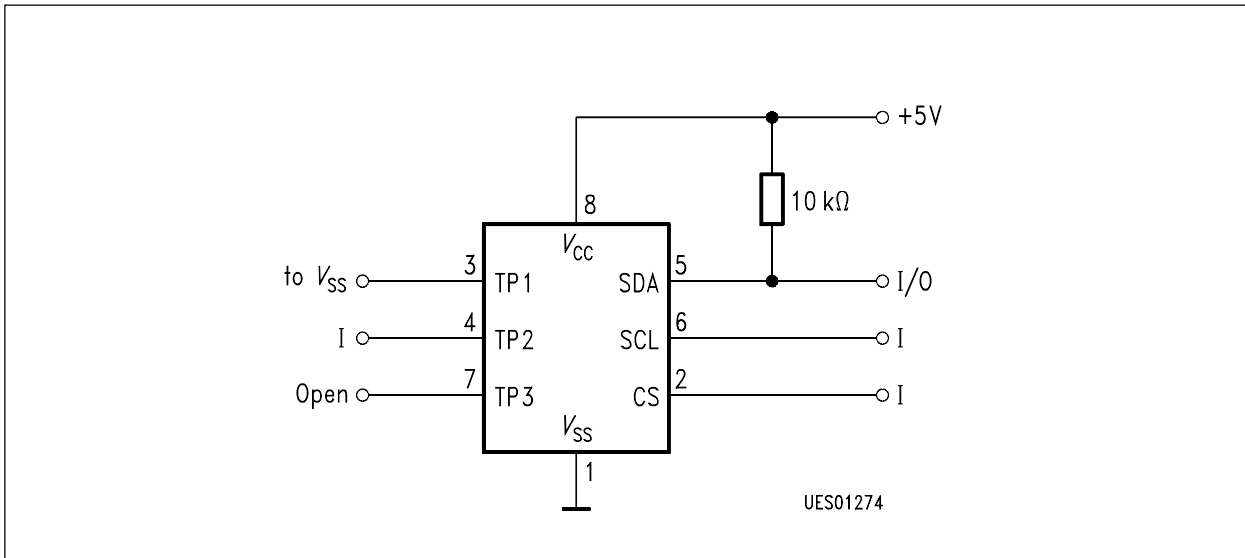 +5V
8
10 kΩ
VCC
to VSS
3
TP1
SDA
5
I/O
I
4
TP2
SCL
6
I
Open
7
TP3
CS
2
I
VSS
1
UES01274